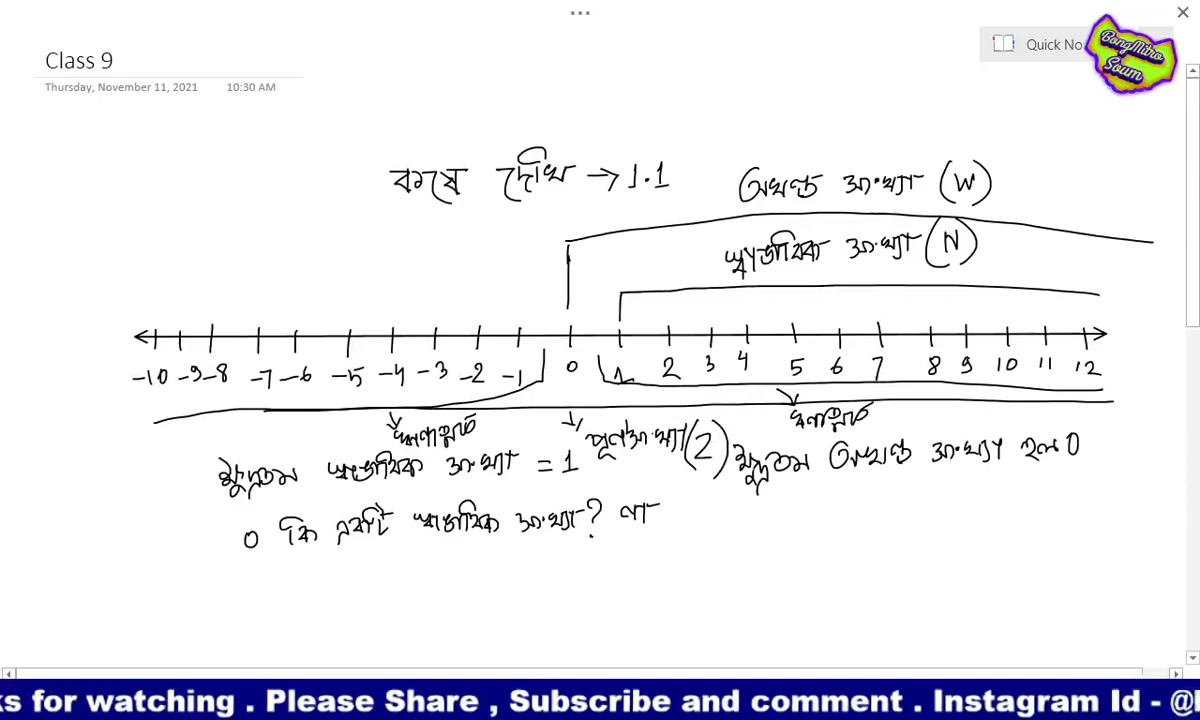 Class 9
Quick No
BongMitro
Soum
Thursday, November 11, 2021 10:30 AM
কষে দেখি → 1.1
অখণ্ড সংখ্যা (W)
স্বাভাবিক সংখ্যা (N)
-10 -9 -8 -7 -6 -5 -4 -3 -2 -1 0 1 2 3 4 5 6 7 8 9 10 11 12
ঋণাত্মক
ধনাত্মক
পূর্ণসংখ্যা (Z)
ক্ষুদ্রতম স্বাভাবিক সংখ্যা = 1
ক্ষুদ্রতম অখণ্ড সংখ্যা হল 0
0 কি একটি স্বাভাবিক সংখ্যা? না
ks for watching . Please Share , Subscribe and comment . Instagram Id - @